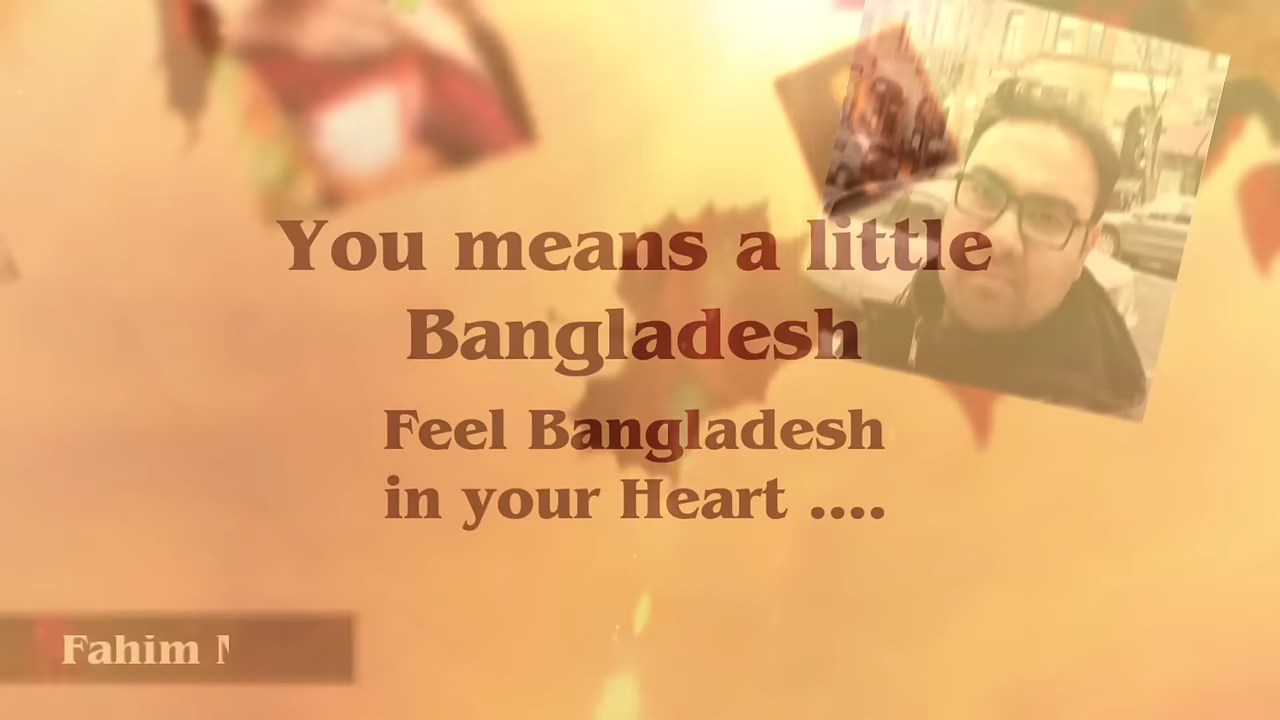 You means a little
Bangladesh
Feel Bangladesh
in your Heart ....
Fahim